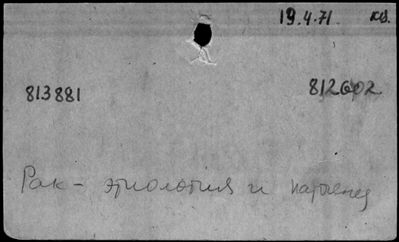 19.4.71. кв.
813881 812602
Рак - этиология и патогенез